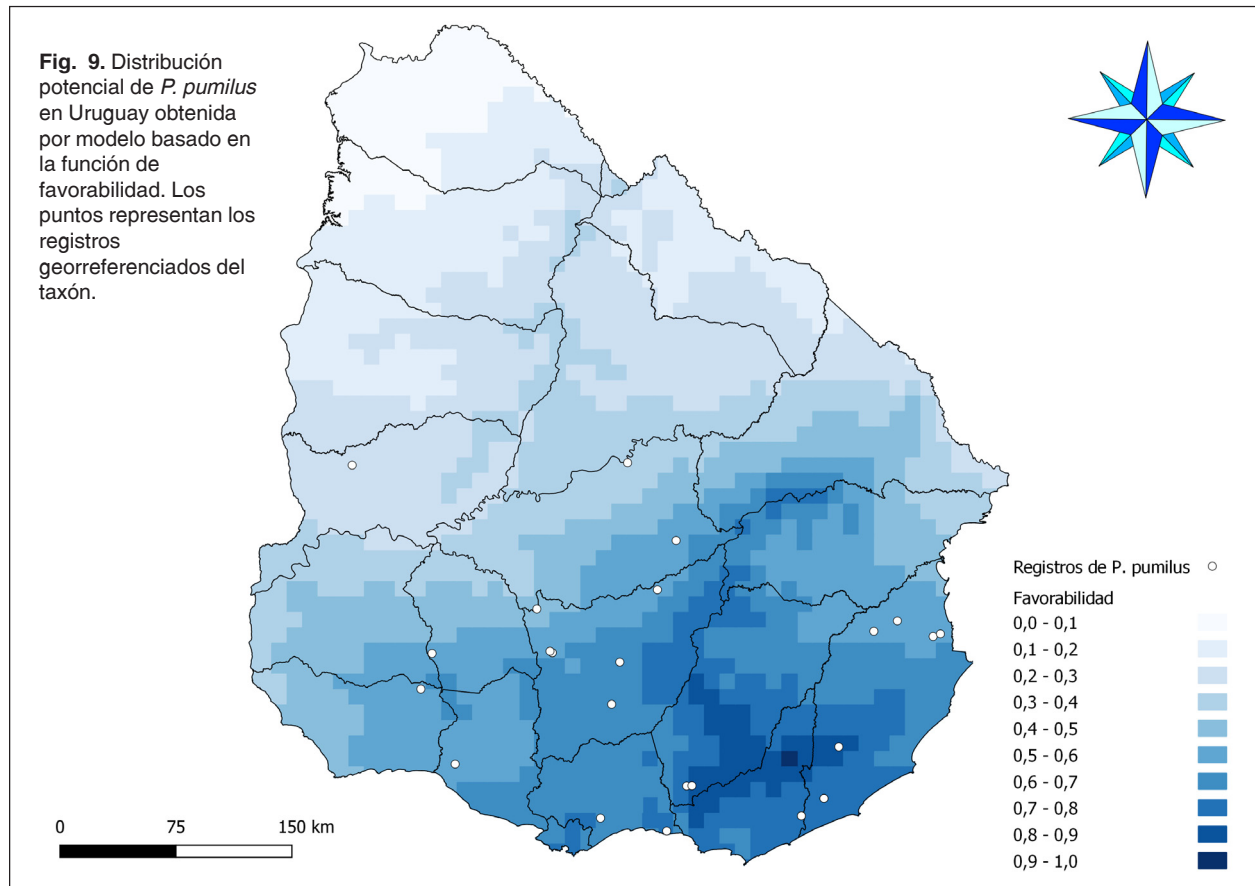 Fig. 9. Distribución
potencial de P. pumilus
en Uruguay obtenida
por modelo basado en
la función de
favorabilidad. Los
puntos representan los
registros
georreferenciados del
taxón.
Registros de P. pumilus
Favorabilidad
0,0 - 0,1
0,1 - 0,2
0,2 - 0,3
0,3 - 0,4
0,4 - 0,5
0,5 - 0,6
0,6 - 0,7
0,7 - 0,8
0,8 - 0,9
0,9 - 1,0
0 75 150 km